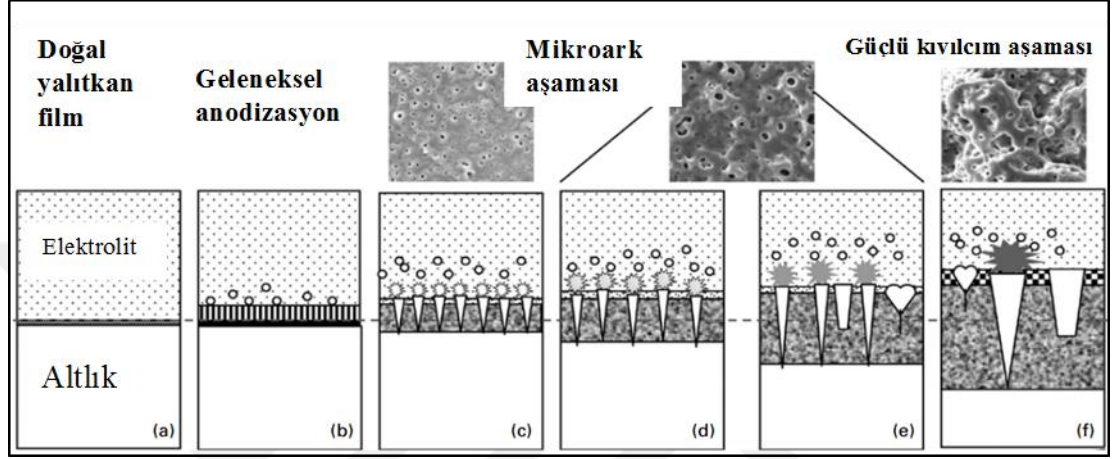 Doğal
yalıtkan
film
Geleneksel
anodizasyon
Mikroark
aşaması
Güçlü kıvılcım aşaması
Elektrolit
Altlık
(a)
(b)
(c)
(d)
(e)
(f)